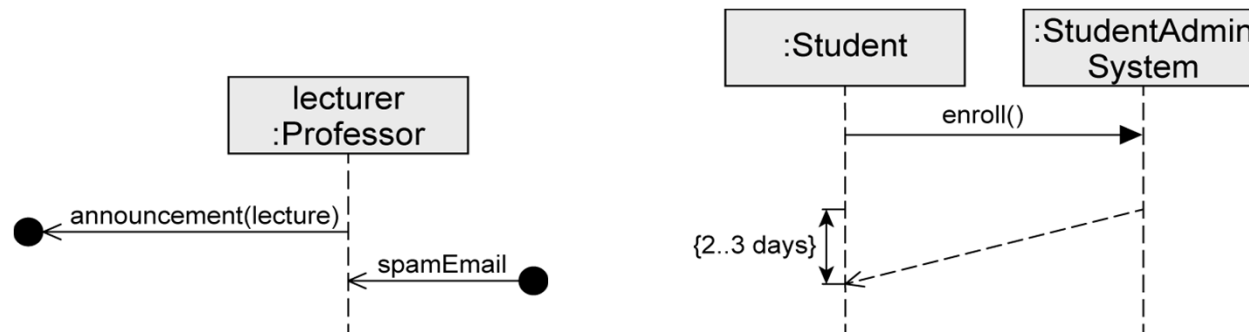 lecturer
:Professor
announcement(lecture)
spamEmail
:Student
:StudentAdmin
System
enroll()
{2..3 days}